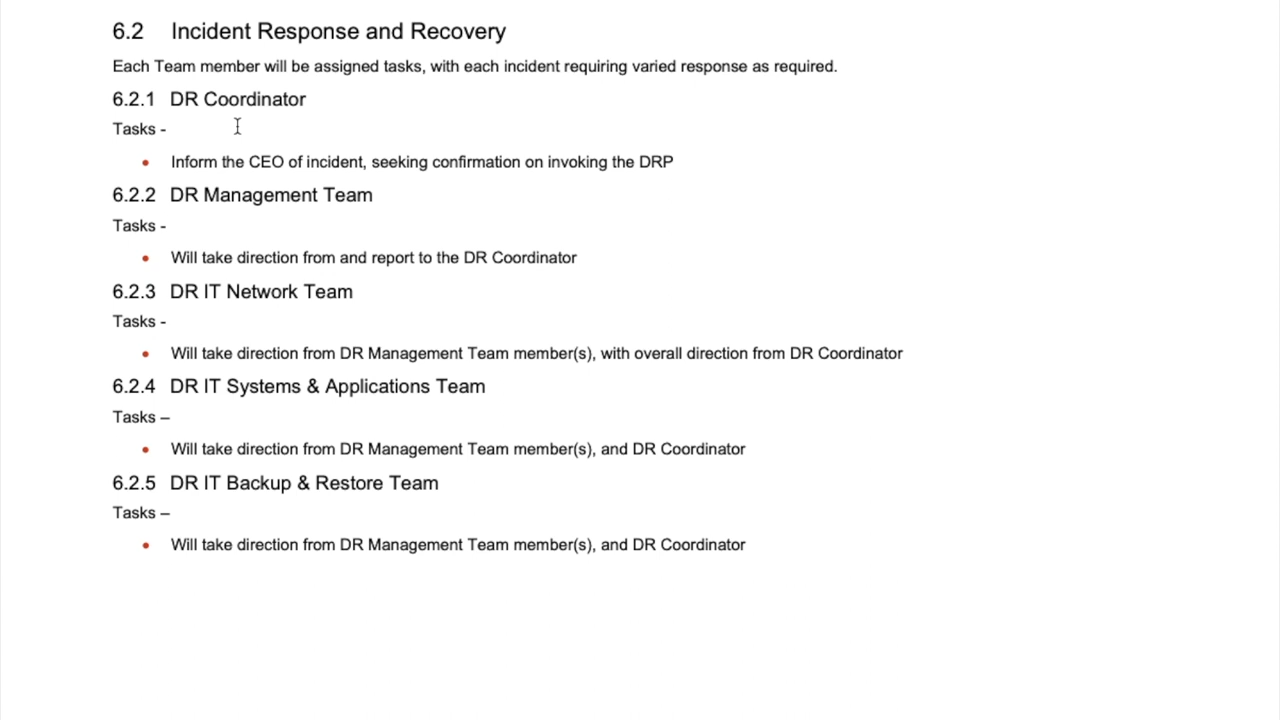 6.2 Incident Response and Recovery
Each Team member will be assigned tasks, with each incident requiring varied response as required.
6.2.1 DR Coordinator
Tasks -
• Inform the CEO of incident, seeking confirmation on invoking the DRP
6.2.2 DR Management Team
Tasks -
• Will take direction from and report to the DR Coordinator
6.2.3 DR IT Network Team
Tasks -
• Will take direction from DR Management Team member(s), with overall direction from DR Coordinator
6.2.4 DR IT Systems & Applications Team
Tasks –
• Will take direction from DR Management Team member(s), and DR Coordinator
6.2.5 DR IT Backup & Restore Team
Tasks –
• Will take direction from DR Management Team member(s), and DR Coordinator